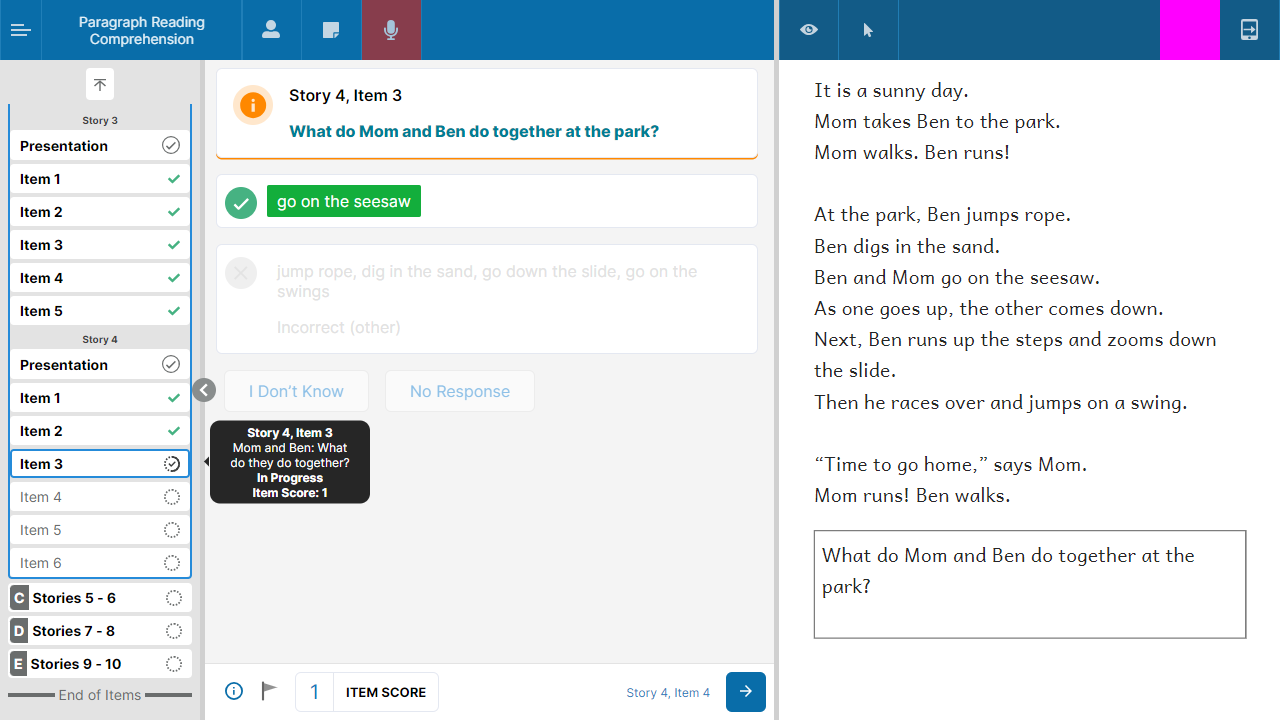 Paragraph Reading
Comprehension
Story 3
Presentation
Item 1
Item 2
Item 3
Item 4
Item 5
Story 4
Presentation
Item 1
Item 2
Item 3
Item 4
Item 5
Item 6
C Stories 5 - 6
D Stories 7 - 8
E Stories 9 - 10
End of Items
Story 4, Item 3
What do Mom and Ben do together at the park?
go on the seesaw
jump rope, dig in the sand, go down the slide, go on the
swings
Incorrect (other)
I Don’t Know
No Response
Story 4, Item 3
Mom and Ben: What
do they do together?
In Progress
Item Score: 1
1 ITEM SCORE
Story 4, Item 4
It is a sunny day.
Mom takes Ben to the park.
Mom walks. Ben runs!
At the park, Ben jumps rope.
Ben digs in the sand.
Ben and Mom go on the seesaw.
As one goes up, the other comes down.
Next, Ben runs up the steps and zooms down
the slide.
Then he races over and jumps on a swing.
“Time to go home,” says Mom.
Mom runs! Ben walks.
What do Mom and Ben do together at the
park?